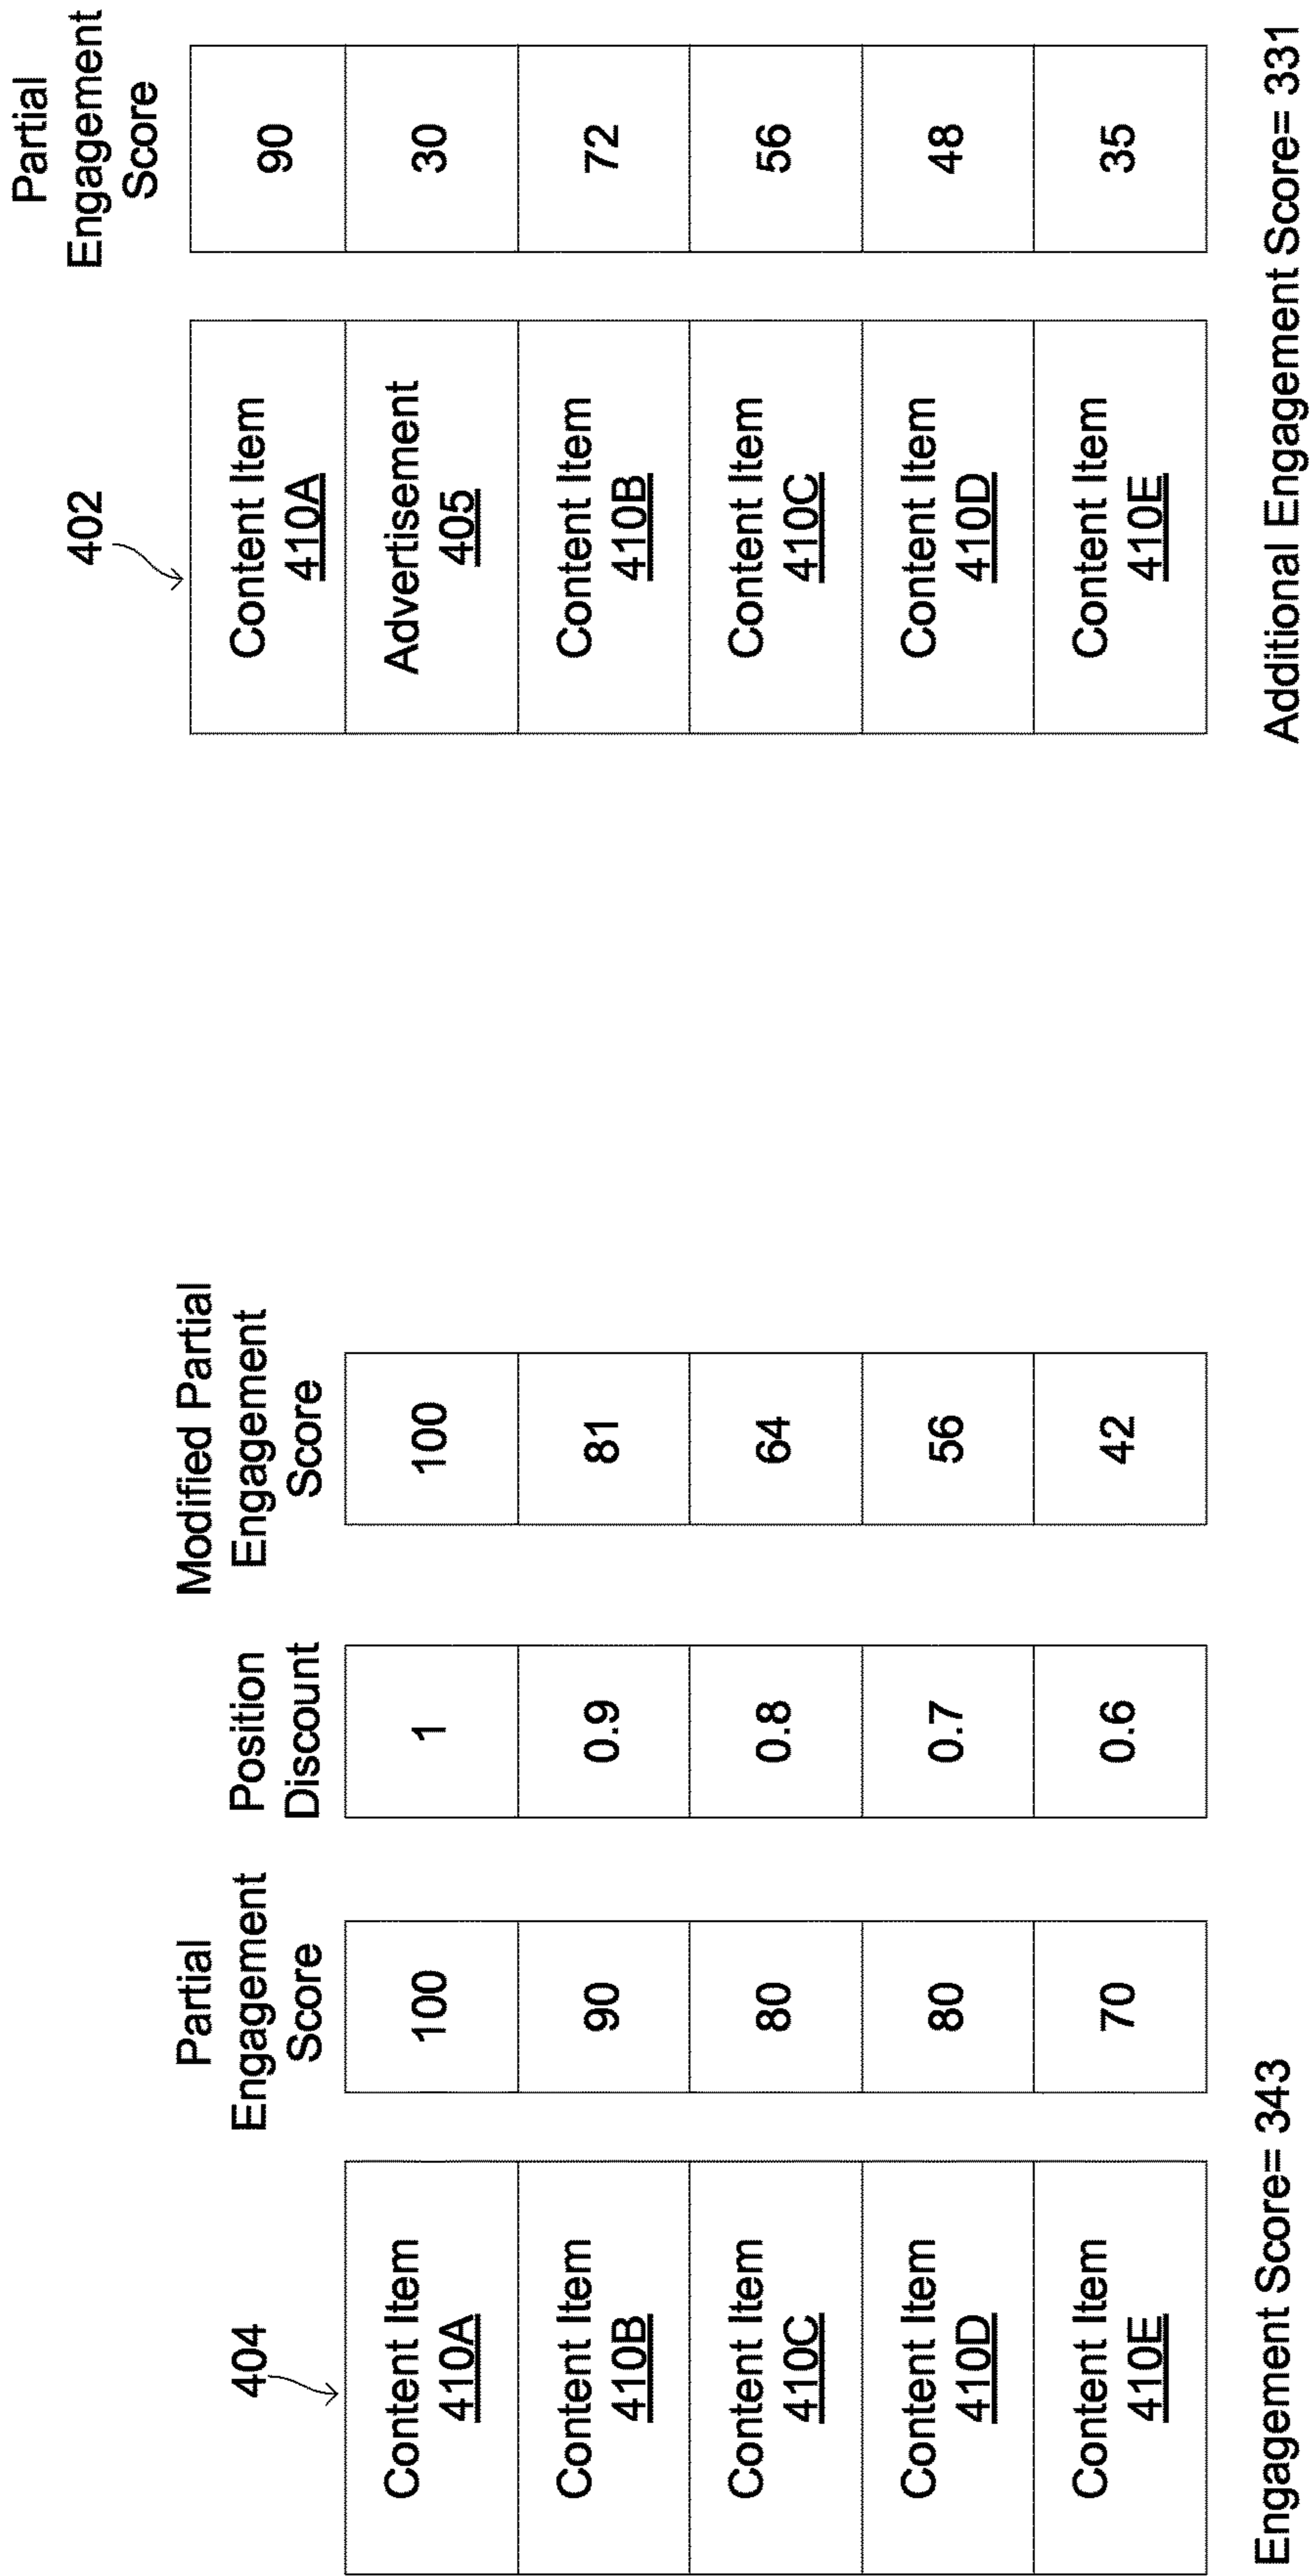 404
Content Item
410A
Content Item
410B
Content Item
410C
Content Item
410D
Content Item
410E
Partial
Engagement
Score
100
90
80
80
70
Position
Discount
1
0.9
0.8
0.7
0.6
Modified Partial
Engagement
Score
100
81
64
56
42
Engagement Score= 343
402
Content Item
410A
Advertisement
405
Content Item
410B
Content Item
410C
Content Item
410D
Content Item
410E
Partial
Engagement
Score
90
30
72
56
48
35
Additional Engagement Score= 331